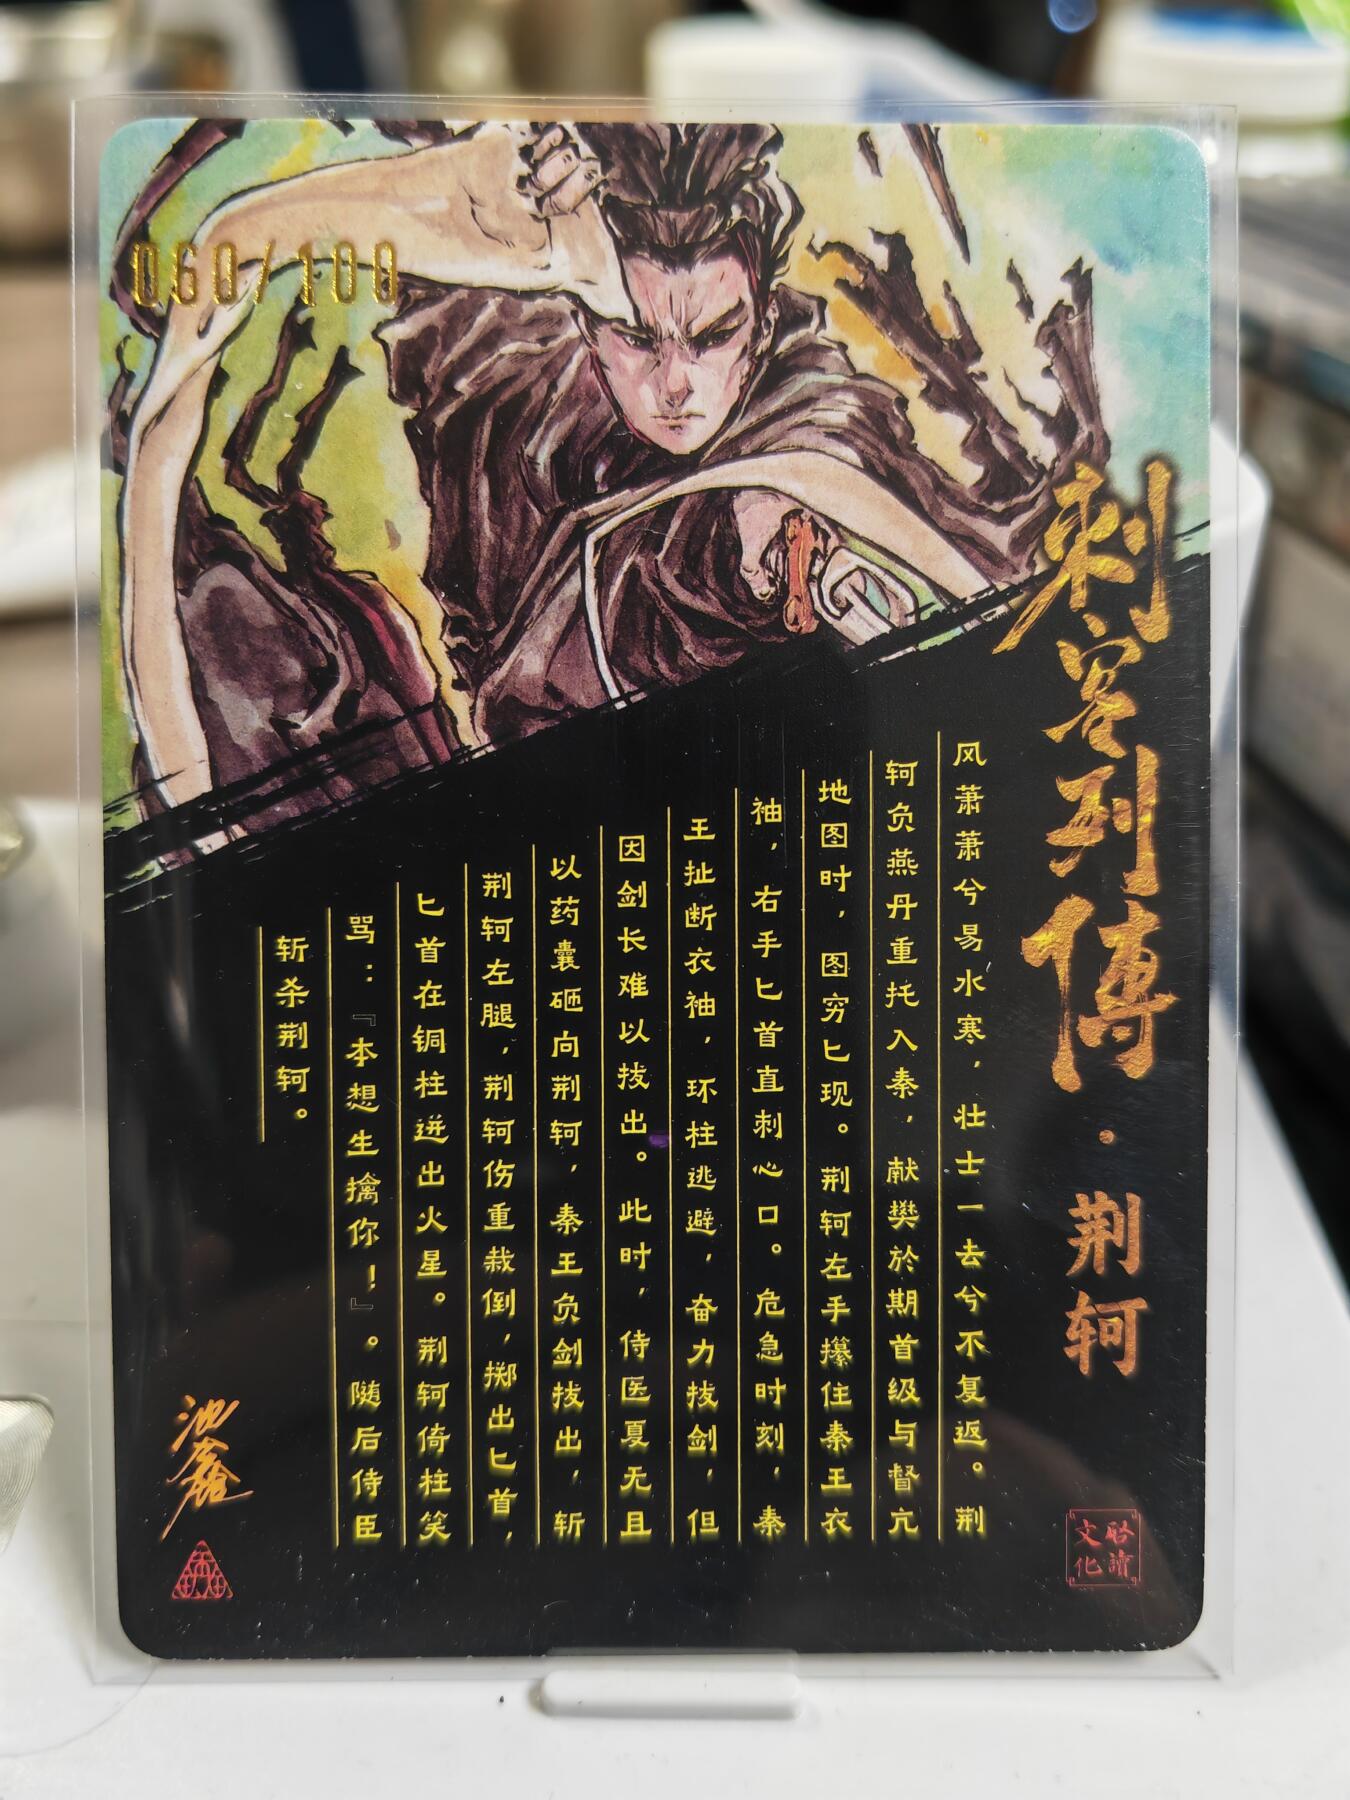 060/100
刺客列傳·荆轲
风萧萧兮易水寒，壮士一去兮不复返。荆
轲负燕丹重托入秦，献樊於期首级与督亢
地图时，图穷匕现。荆轲左手攥住秦王衣
袖，右手匕首直刺心口。危急时刻，秦
王扯断衣袖，环柱逃避，奋力拔剑，但
因剑长难以拔出。此时，侍医夏无且
以药囊砸向荆轲，秦王负剑拔出，斩
荆轲左腿，荆轲伤重栽倒，掷出匕首，
匕首在铜柱迸出火星。荆轲倚柱笑
骂：『本想生擒你！』。随后侍臣
斩杀荆轲。
啓讀
文化